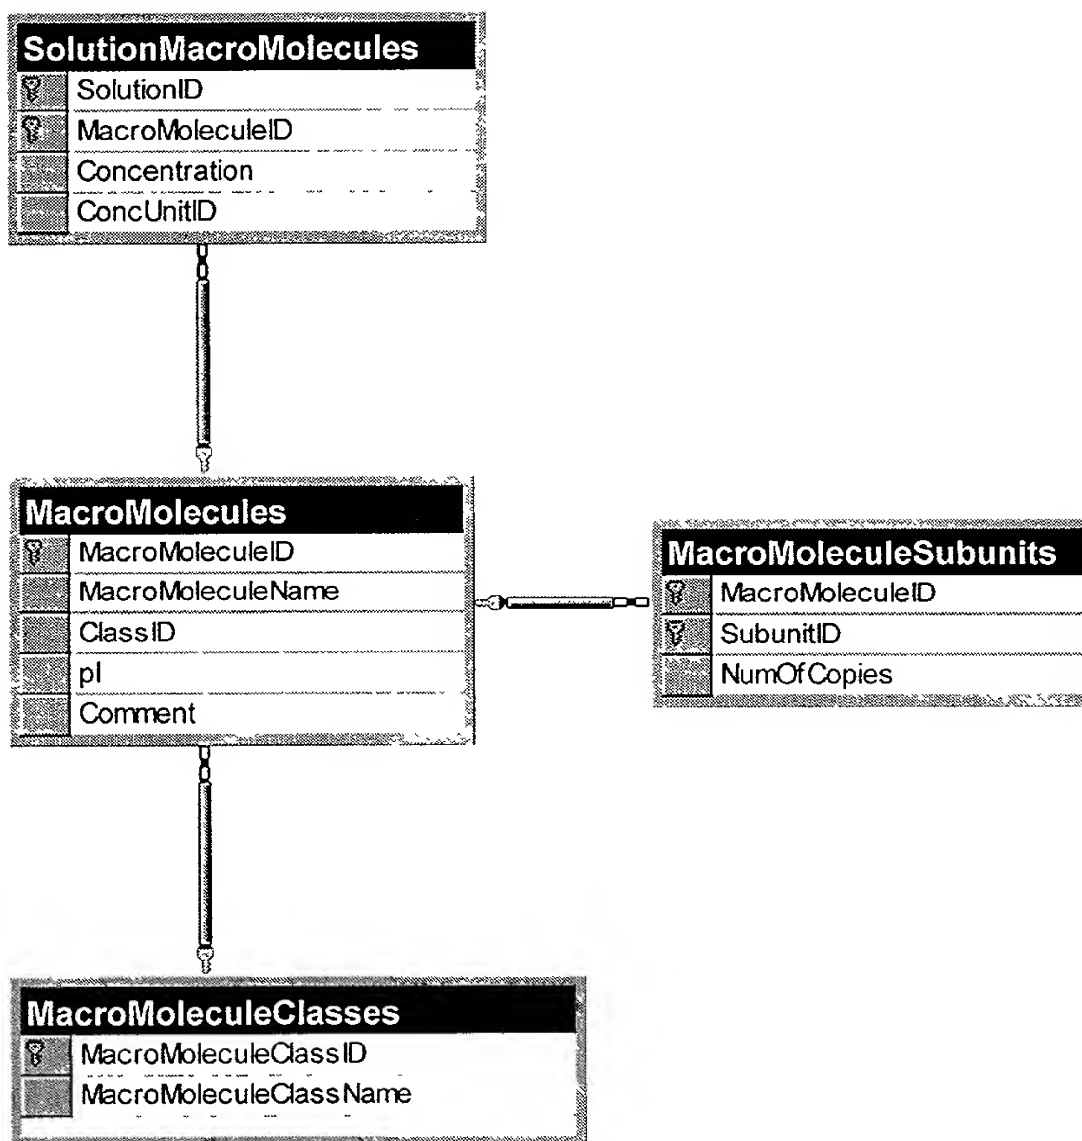 SolutionMacroMolecules
SolutionID
MacroMoleculeID
Concentration
ConcUnitID
MacroMolecules
MacroMoleculeID
MacroMoleculeName
ClassID
pI
Comment
MacroMoleculeSubunits
MacroMoleculeID
SubunitID
NumOfCopies
MacroMoleculeClasses
MacroMoleculeClassID
MacroMoleculeClassName